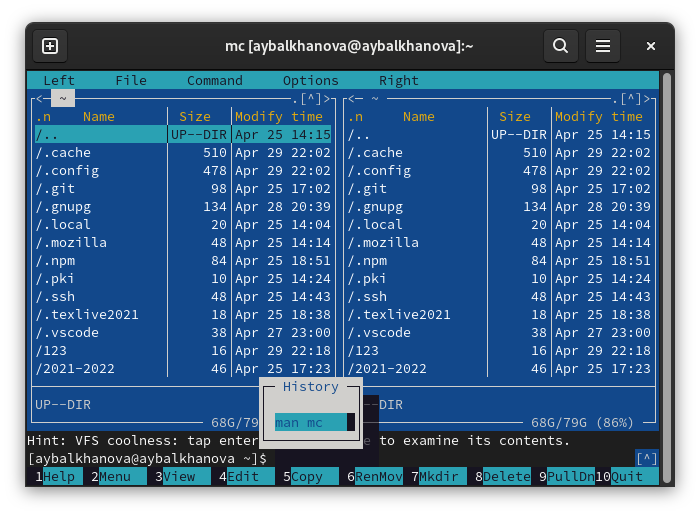 mc [aybalkhanova@aybalkhanova]:~
Left File Command Options Right
<─ ~ .[^]> <─ ~ .[^]>
.n Name Size Modify time .n Name Size Modify time
/.. UP--DIR Apr 25 14:15 /.. UP--DIR Apr 25 14:15
/.cache 510 Apr 29 22:02 /.cache 510 Apr 29 22:02
/.config 478 Apr 29 22:02 /.config 478 Apr 29 22:02
/.git 98 Apr 25 17:02 /.git 98 Apr 25 17:02
/.gnupg 134 Apr 28 20:39 /.gnupg 134 Apr 28 20:39
/.local 20 Apr 25 14:04 /.local 20 Apr 25 14:04
/.mozilla 48 Apr 25 14:14 /.mozilla 48 Apr 25 14:14
/.npm 84 Apr 25 18:51 /.npm 84 Apr 25 18:51
/.pki 10 Apr 25 14:24 /.pki 10 Apr 25 14:24
/.ssh 48 Apr 25 14:43 /.ssh 48 Apr 25 14:43
/.texlive2021 18 Apr 25 18:38 /.texlive2021 18 Apr 25 18:38
/.vscode 38 Apr 27 23:00 /.vscode 38 Apr 27 23:00
/123 16 Apr 29 22:18 /123 16 Apr 29 22:18
/2021-2022 46 Apr 25 17:23 /2021-2022 46 Apr 25 17:23
History
UP--DIR --DIR
man mc
68G/79 68G/79G (86%)
Hint: VFS coolness: tap enter e to examine its contents.
[aybalkhanova@aybalkhanova ~]$ [^]
1Help 2Menu 3View 4Edit 5Copy 6RenMov 7Mkdir 8Delete 9PullDn 10Quit